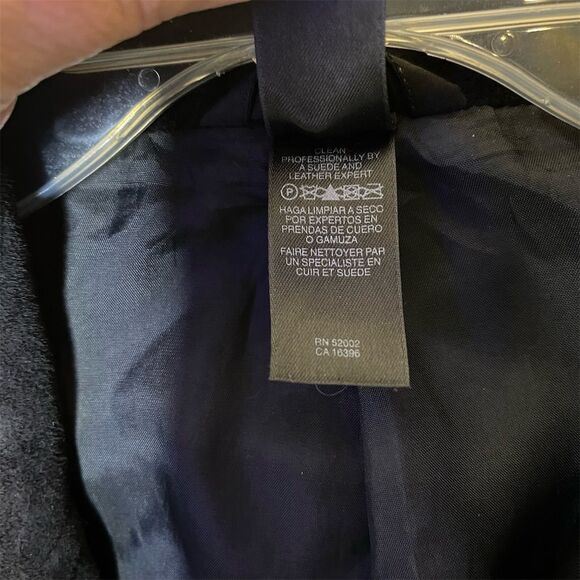 CLEAN
PROFESSIONALLY BY
A SUEDE AND
LEATHER EXPERT
P
HAGA LIMPIAR A SECO
POR EXPERTOS EN
PRENDAS DE CUERO
O GAMUZA
FAIRE NETTOYER PAR
UN SPECIALISTE EN
CUIR ET SUEDE
RN 52002
CA 16396